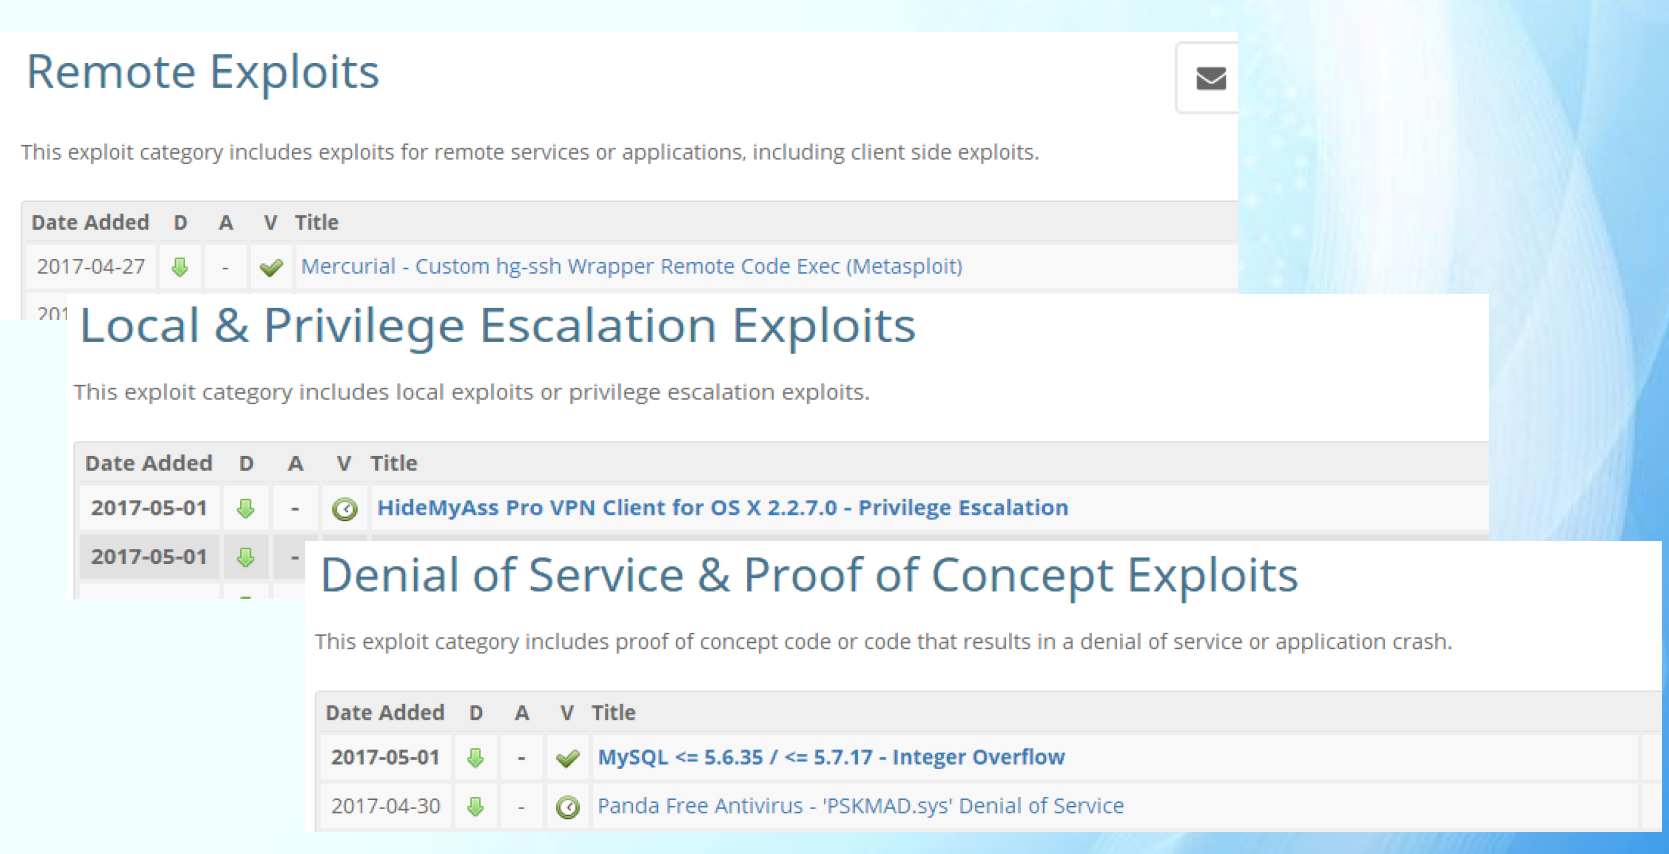 Remote Exploits
This exploit category includes exploits for remote services or applications, including client side exploits.
Date Added D A V Title
2017-04-27 - Mercurial - Custom hg-ssh Wrapper Remote Code Exec (Metasploit)
201
Local & Privilege Escalation Exploits
This exploit category includes local exploits or privilege escalation exploits.
Date Added D A V Title
2017-05-01 - HideMyAss Pro VPN Client for OS X 2.2.7.0 - Privilege Escalation
2017-05-01 -
Denial of Service & Proof of Concept Exploits
This exploit category includes proof of concept code or code that results in a denial of service or application crash.
Date Added D A V Title
2017-05-01 - MySQL <= 5.6.35 / <= 5.7.17 - Integer Overflow
2017-04-30 - Panda Free Antivirus - 'PSKMAD.sys' Denial of Service